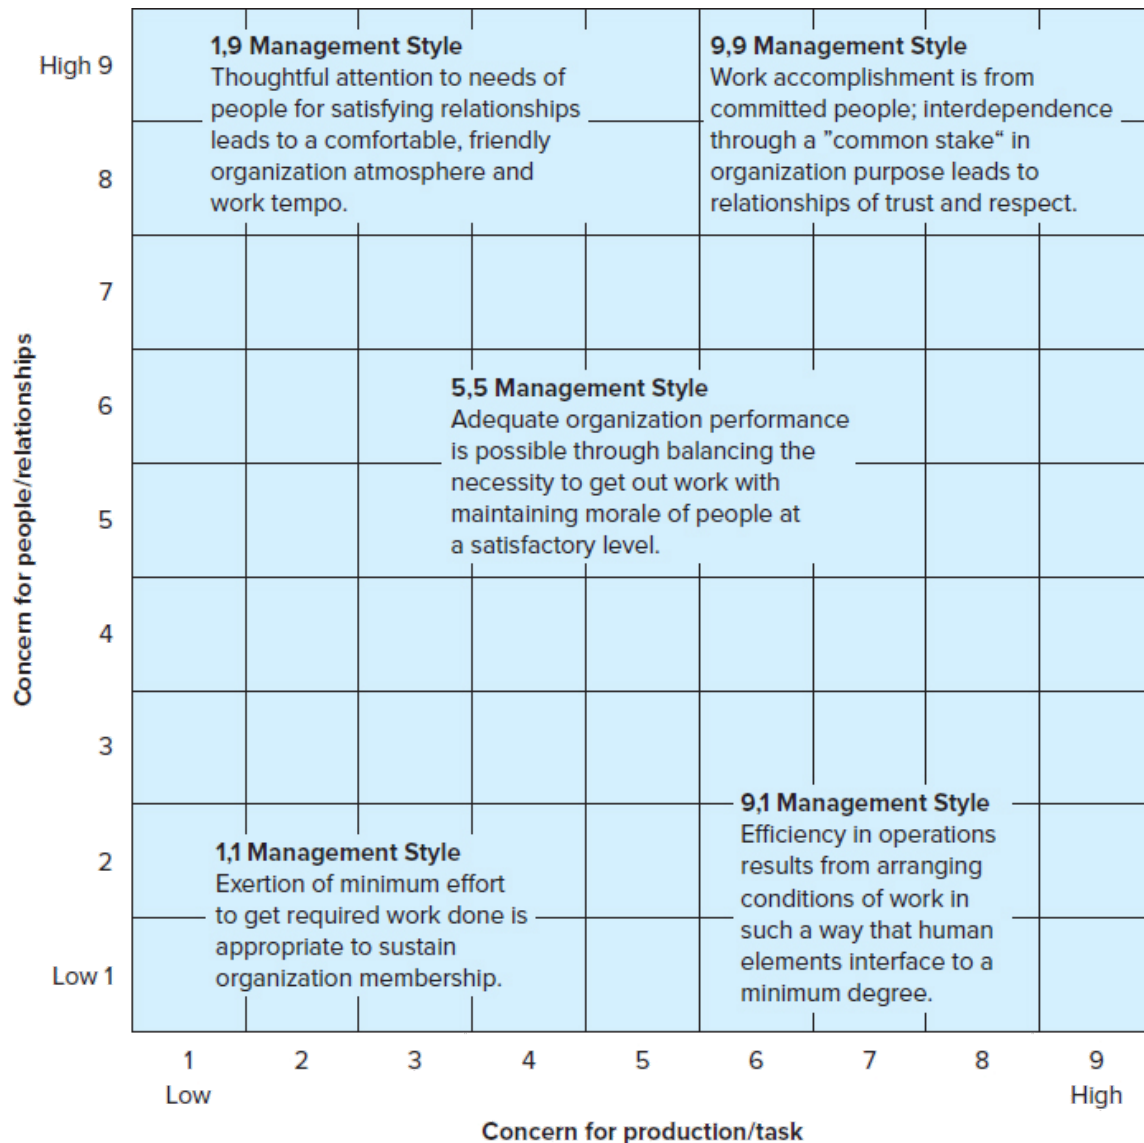 1,9 Management Style
Thoughtful attention to needs of
people for satisfying relationships
leads to a comfortable, friendly
organization atmosphere and
work tempo.
9,9 Management Style
Work accomplishment is from
committed people; interdependence
through a ”common stake“ in
organization purpose leads to
relationships of trust and respect.
5,5 Management Style
Adequate organization performance
is possible through balancing the
necessity to get out work with
maintaining morale of people at
a satisfactory level.
1,1 Management Style
Exertion of minimum effort
to get required work done is
appropriate to sustain
organization membership.
9,1 Management Style
Efficiency in operations
results from arranging
conditions of work in
such a way that human
elements interface to a
minimum degree.
Concern for people/relationships
High 9
8
7
6
5
4
3
2
Low 1
1 2 3 4 5 6 7 8 9
Low High
Concern for production/task